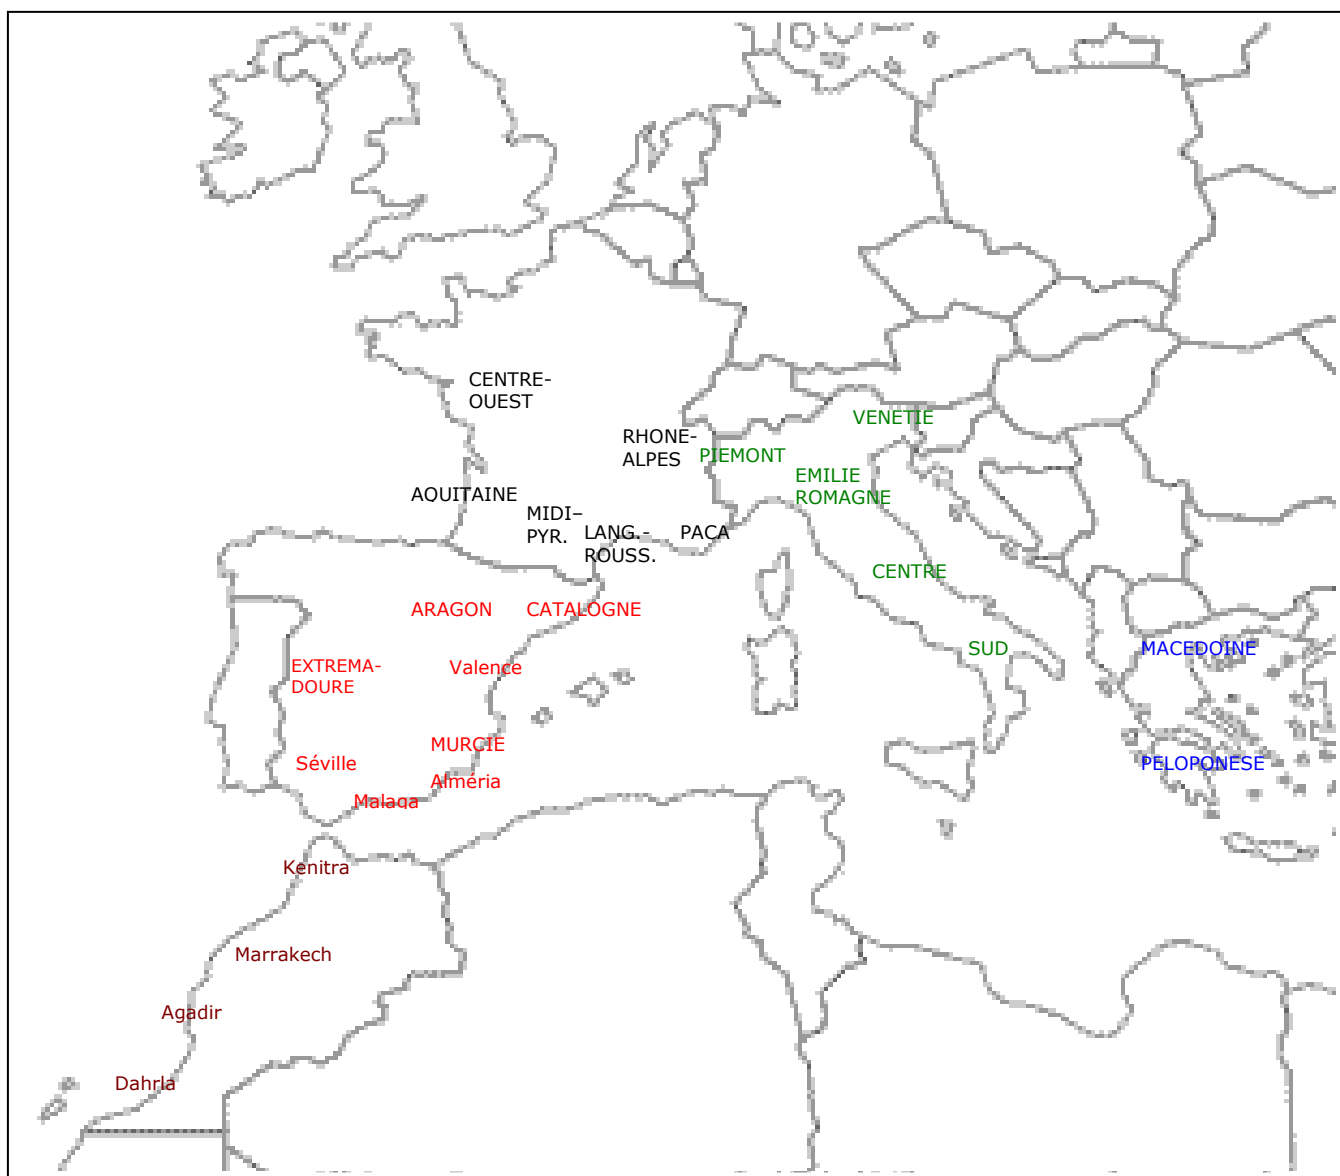 CENTRE-
OUEST
VENETIE
RHONE-
ALPES
PIEMONT
EMILIE
ROMAGNE
AQUITAINE
MIDI–
PYR.
LANG.-
ROUSS.
PACA
CENTRE
ARAGON
CATALOGNE
SUD
MACEDOINE
EXTREMA-
DOURE
Valence
MURCIE
Séville
PELOPONESE
Alméria
Malaga
Kenitra
Marrakech
Agadir
Dahrla